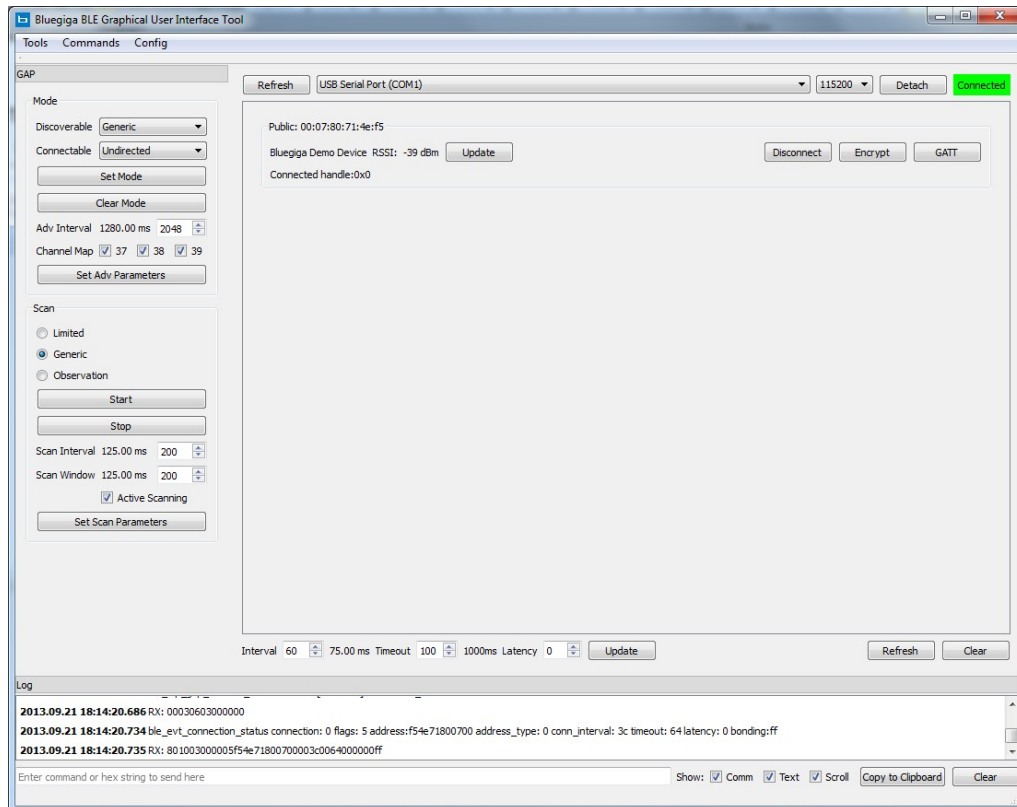 Bluegiga BLE Graphical User Interface Tool
Tools Commands Config
GAP
Mode
Discoverable Generic
Connectable Undirected
Set Mode
Clear Mode
Adv Interval 1280.00 ms 2048
Channel Map 37 38 39
Set Adv Parameters
Scan
Limited
Generic
Observation
Start
Stop
Scan Interval 125.00 ms 200
Scan Window 125.00 ms 200
Active Scanning
Set Scan Parameters
Refresh USB Serial Port (COM1) 115200 Detach Connected
Public: 00:07:80:71:4e:f5
Bluegiga Demo Device RSSI: -39 dBm Update Disconnect Encrypt GATT
Connected handle:0x0
Interval 60 75.00 ms Timeout 100 1000ms Latency 0 Update Refresh Clear
Log
2013.09.21 18:14:20.686 RX: 00030603000000
2013.09.21 18:14:20.734 ble_evt_connection_status connection: 0 flags: 5 address:f54e71800700 address_type: 0 conn_interval: 3c timeout: 64 latency: 0 bonding:ff
2013.09.21 18:14:20.735 RX: 801003000005f54e71800700003c0064000000ff
Enter command or hex string to send here Show: Comm Text Scroll Copy to Clipboard Clear